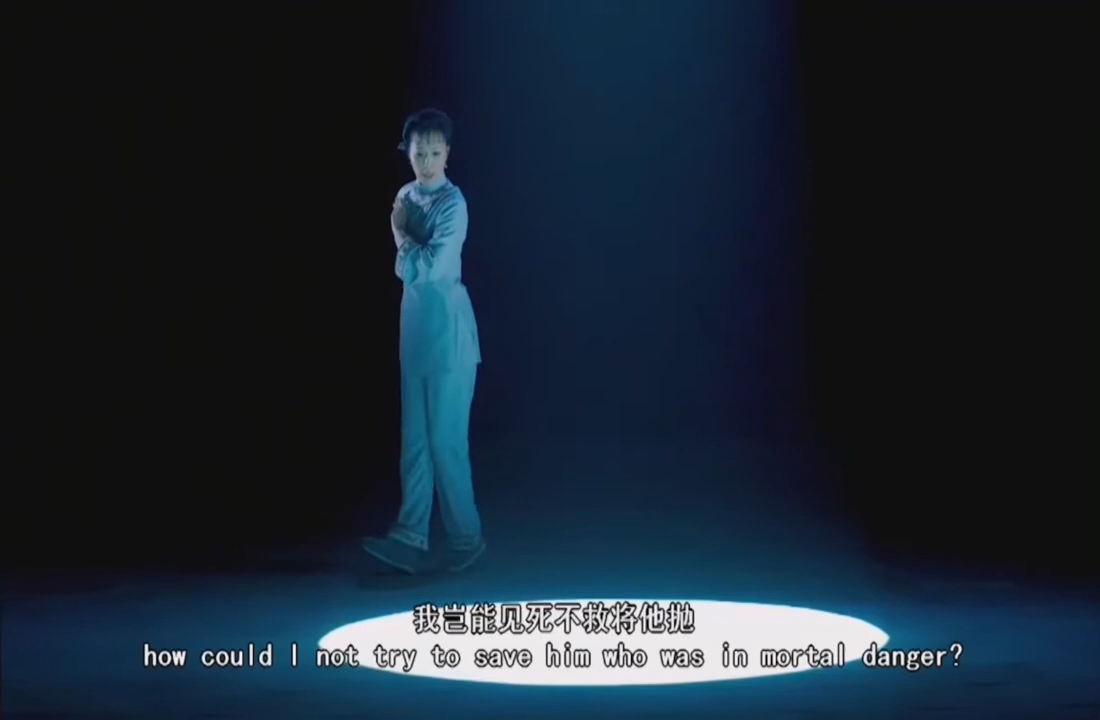 我岂能见死不救将他抛
how could I not try to save him who was in mortal danger?